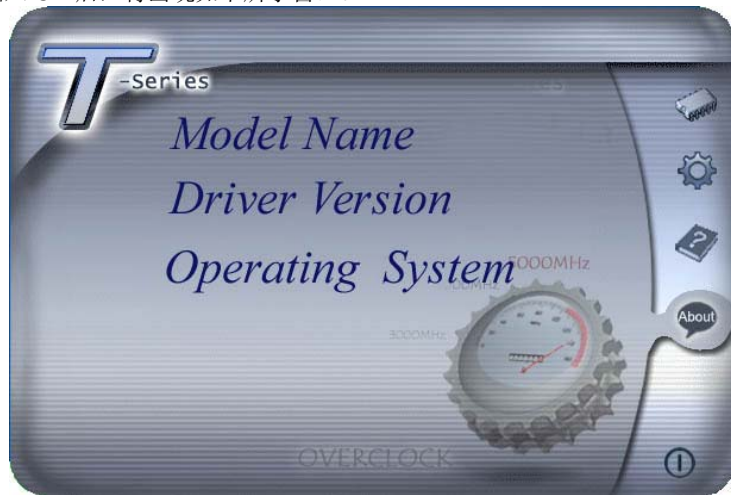 T-Series
Model Name
Driver Version
Operating System
5000MHz
3000MHz
About
OVERCLOCK